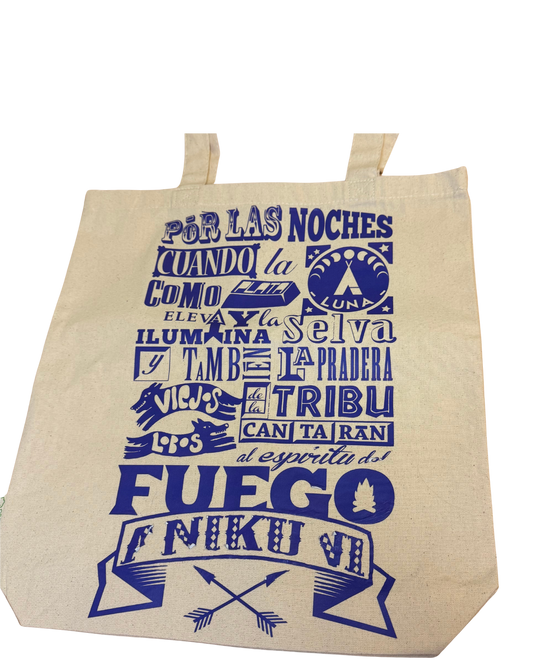 PÓR LAS NOCHES
CUANDO la LUNA
COMO
ELEVA Y la Selva
ILUMINA
Y TAMBIEN LA PRADERA
VIEJOS de la TRIBU
LOBOS CANTARAN
al espiritu del
FUEGO
A NIKU VI